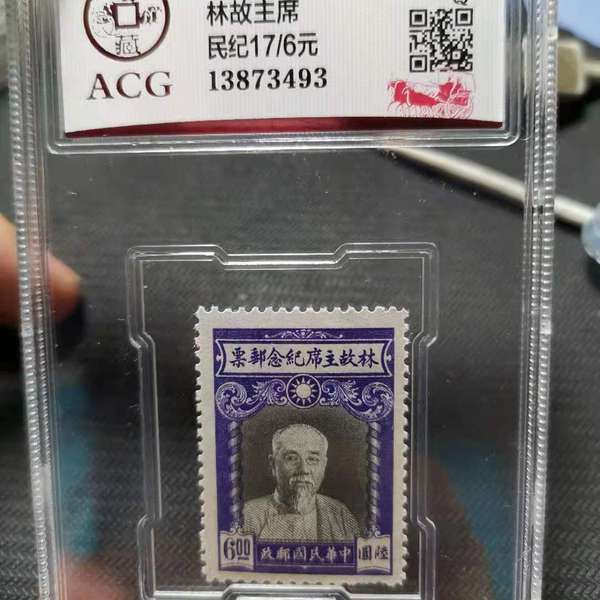 林故主席
民纪17/6元
ACG
13873493
藏
票郵念紀席主故林
6.00
政郵國民華中
陸圓